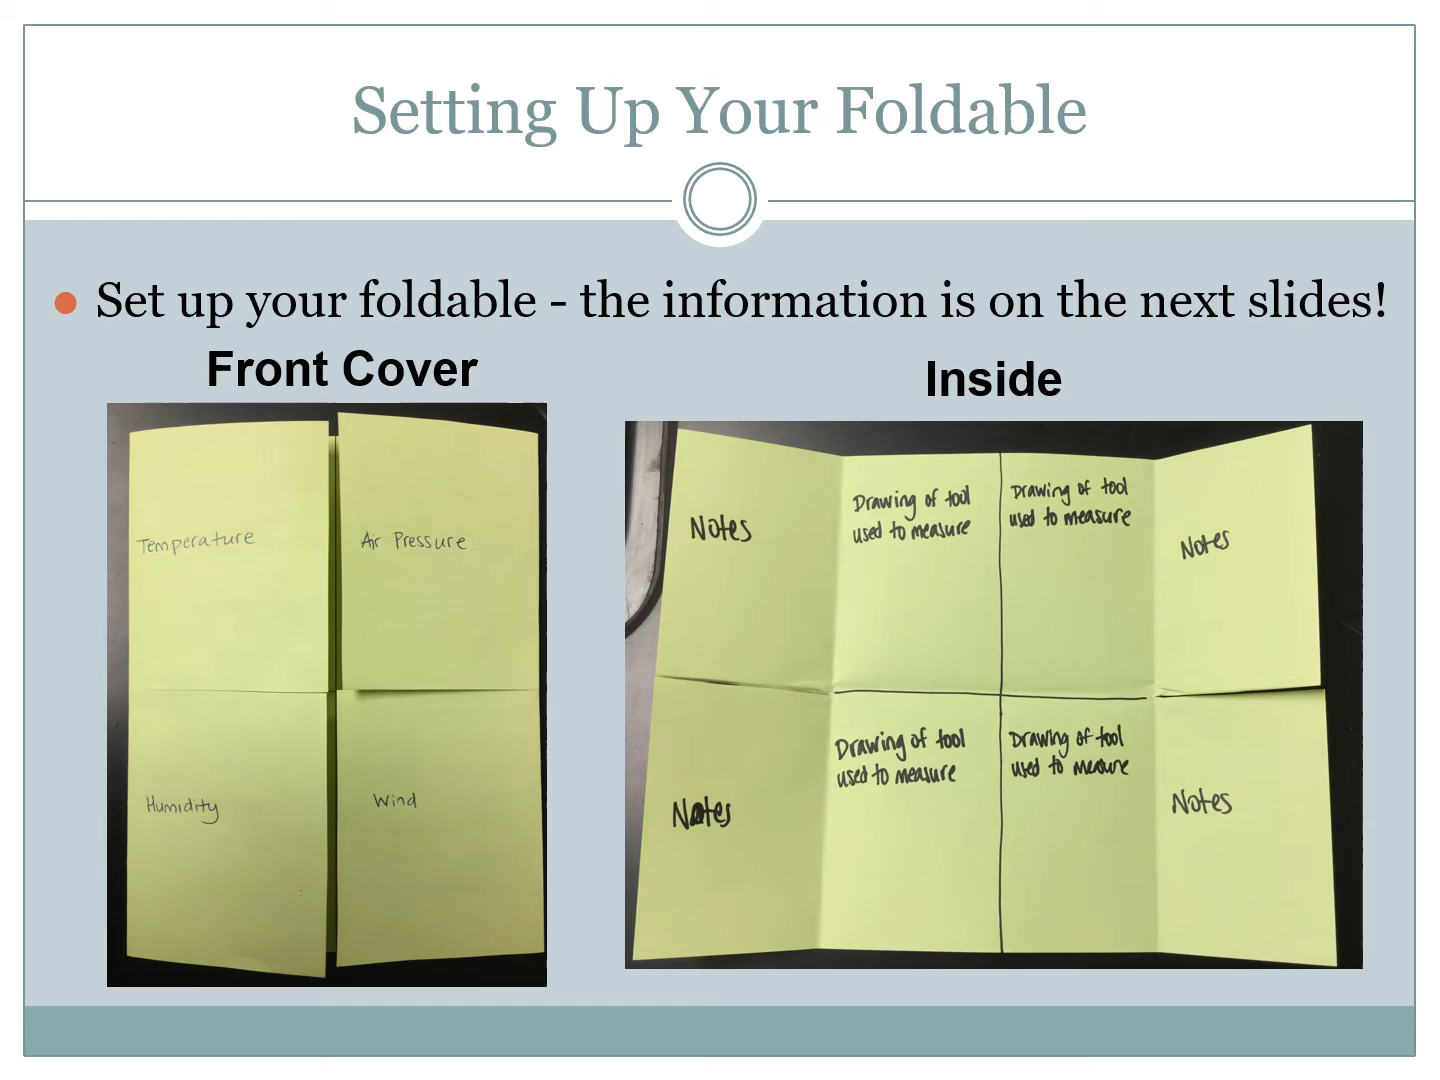 Setting Up Your Foldable
Set up your foldable - the information is on the next slides!
Front Cover
Temperature
Air Pressure
Humidity
Wind
Inside
Notes
Drawing of tool
used to measure
Drawing of tool
used to measure
Notes
Notes
Drawing of tool
used to measure
Drawing of tool
used to measure
Notes